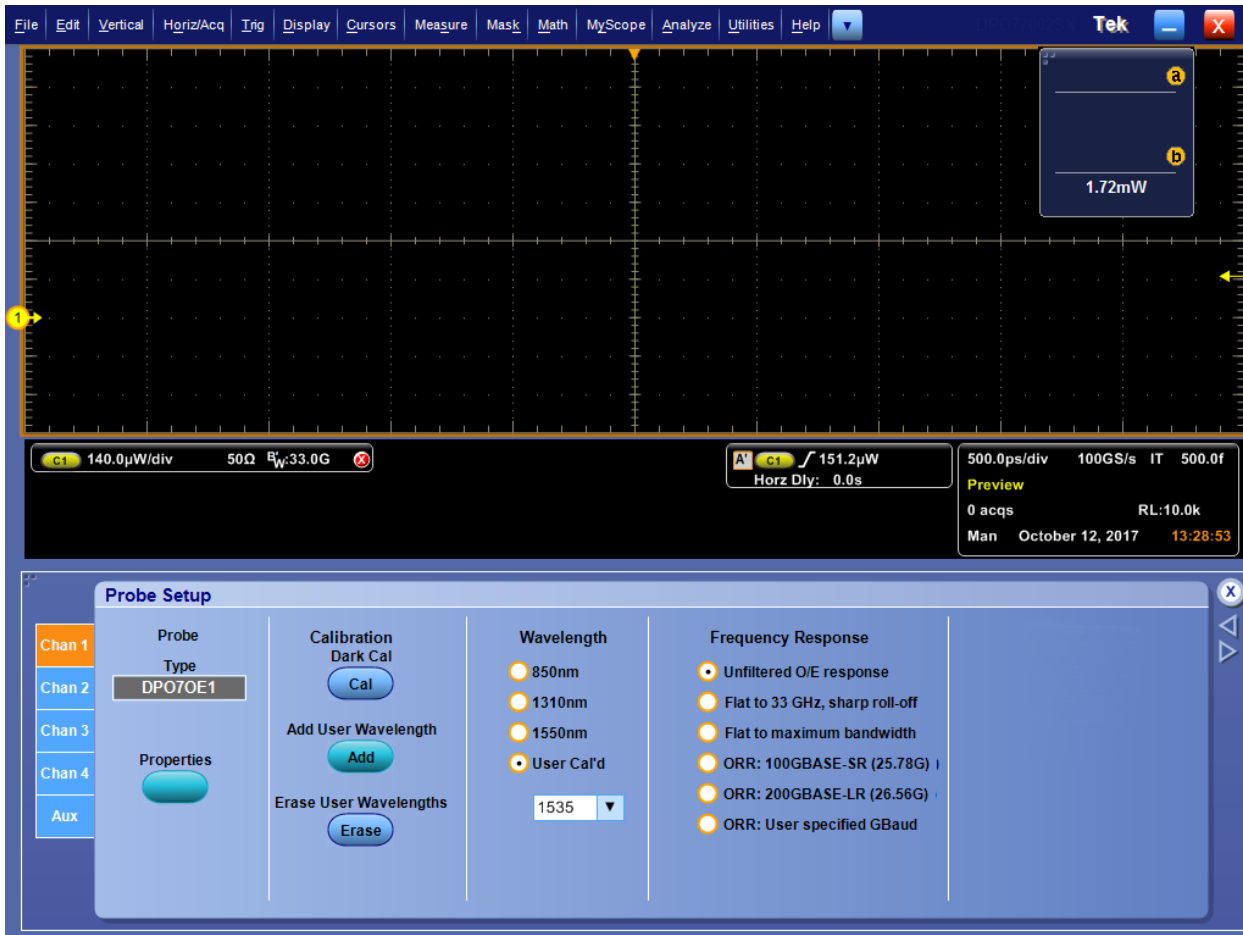 File Edit Vertical Horiz/Acq Trig Display Cursors Measure Mask Math MyScope Analyze Utilities Help Tek X
a
b
1.72mW
1
C1 140.0µW/div 50Ω BW:33.0G
A' C1 151.2µW
Horz Dly: 0.0s
500.0ps/div 100GS/s IT 500.0f
Preview
0 acqs RL:10.0k
Man October 12, 2017 13:28:53
Probe Setup
X
Chan 1
Chan 2
Chan 3
Chan 4
Aux
Probe
Type
DPO7OE1
Properties
Calibration
Dark Cal
Cal
Add User Wavelength
Add
Erase User Wavelengths
Erase
Wavelength
850nm
1310nm
1550nm
User Cal'd
1535
Frequency Response
Unfiltered O/E response
Flat to 33 GHz, sharp roll-off
Flat to maximum bandwidth
ORR: 100GBASE-SR (25.78G)
ORR: 200GBASE-LR (26.56G)
ORR: User specified GBaud